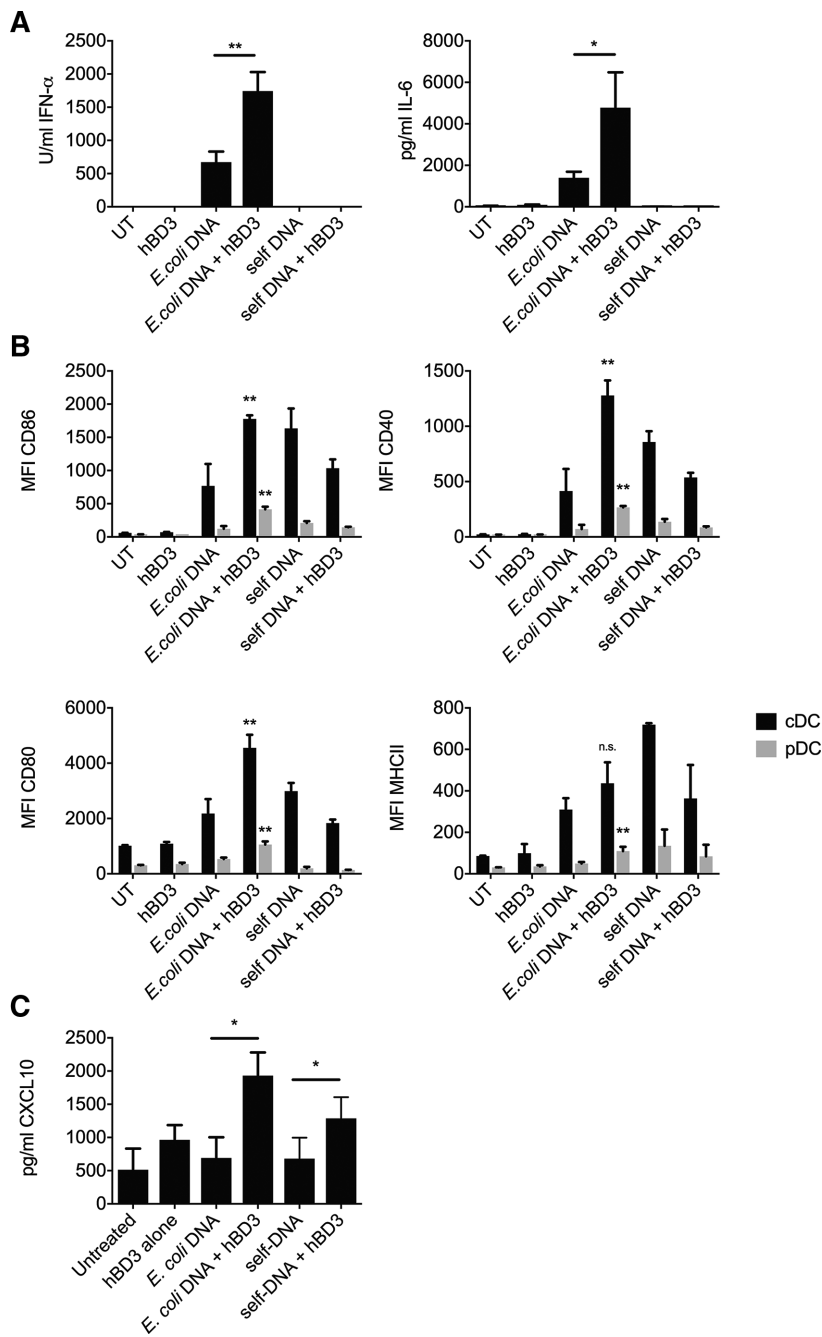 A
U/ml IFN-α
2500
2000
1500
1000
500
0
**
UT
hBD3
E.coli DNA
E.coli DNA + hBD3
self DNA
self DNA + hBD3
pg/ml IL-6
8000
6000
4000
2000
0
*
UT
hBD3
E.coli DNA
E.coli DNA + hBD3
self DNA
self DNA + hBD3
B
MFI CD86
2500
2000
1500
1000
500
0
**
**
UT
hBD3
E.coli DNA
E.coli DNA + hBD3
self DNA
self DNA + hBD3
MFI CD40
1500
1000
500
0
**
**
UT
hBD3
E.coli DNA
E.coli DNA + hBD3
self DNA
self DNA + hBD3
MFI CD80
6000
4000
2000
0
**
**
UT
hBD3
E.coli DNA
E.coli DNA + hBD3
self DNA
self DNA + hBD3
MFI MHCII
800
600
400
200
0
n.s.
**
UT
hBD3
E.coli DNA
E.coli DNA + hBD3
self DNA
self DNA + hBD3
cDC
pDC
C
pg/ml CXCL10
2500
2000
1500
1000
500
0
*
*
Untreated
hBD3 alone
E. coli DNA
E. coli DNA + hBD3
self-DNA
self-DNA + hBD3